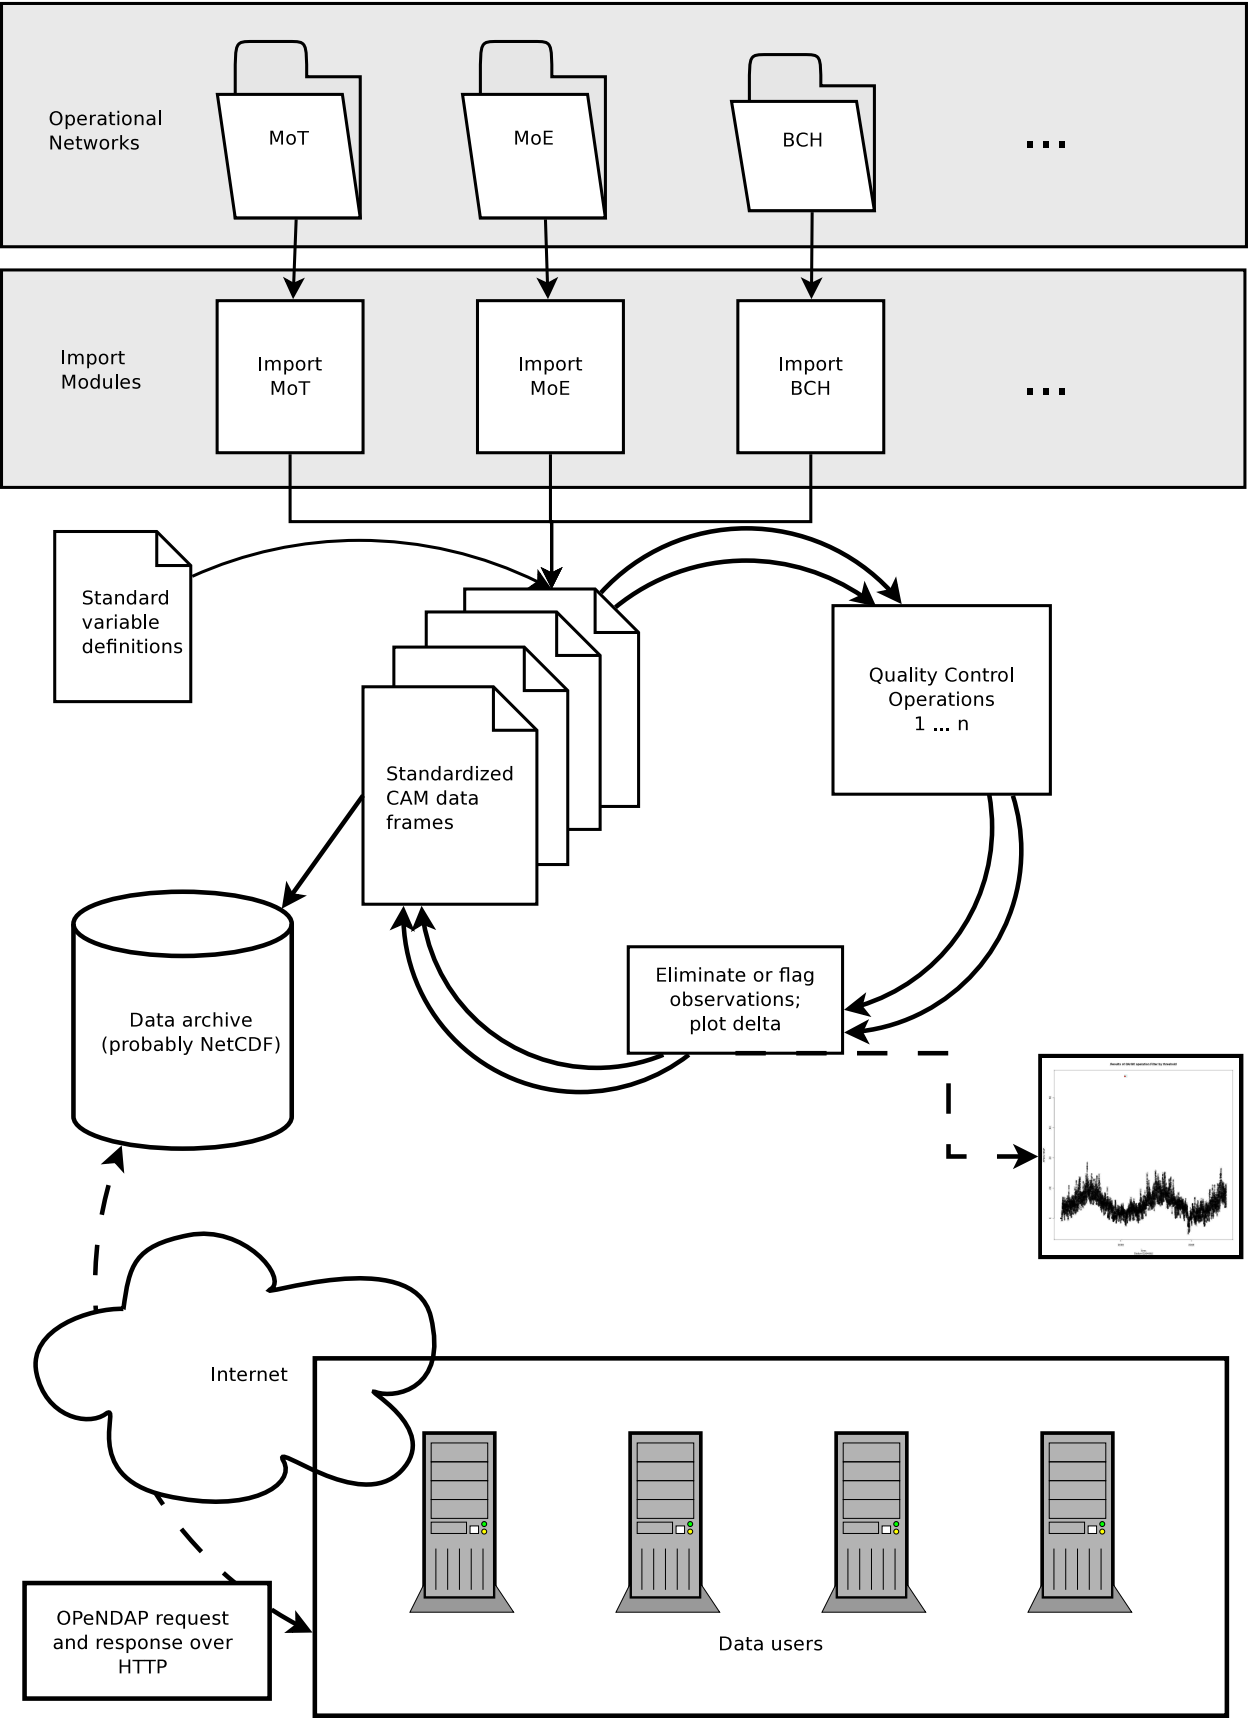 Operational
Networks
MoT
MoE
BCH
...
Import
Modules
Import
MoT
Import
MoE
Import
BCH
...
Standard
variable
definitions
Quality Control
Operations
1 ... n
Standardized
CAM data
frames
Eliminate or flag
observations;
plot delta
Data archive
(probably NetCDF)
Internet
OPeNDAP request
and response over
HTTP
Data users